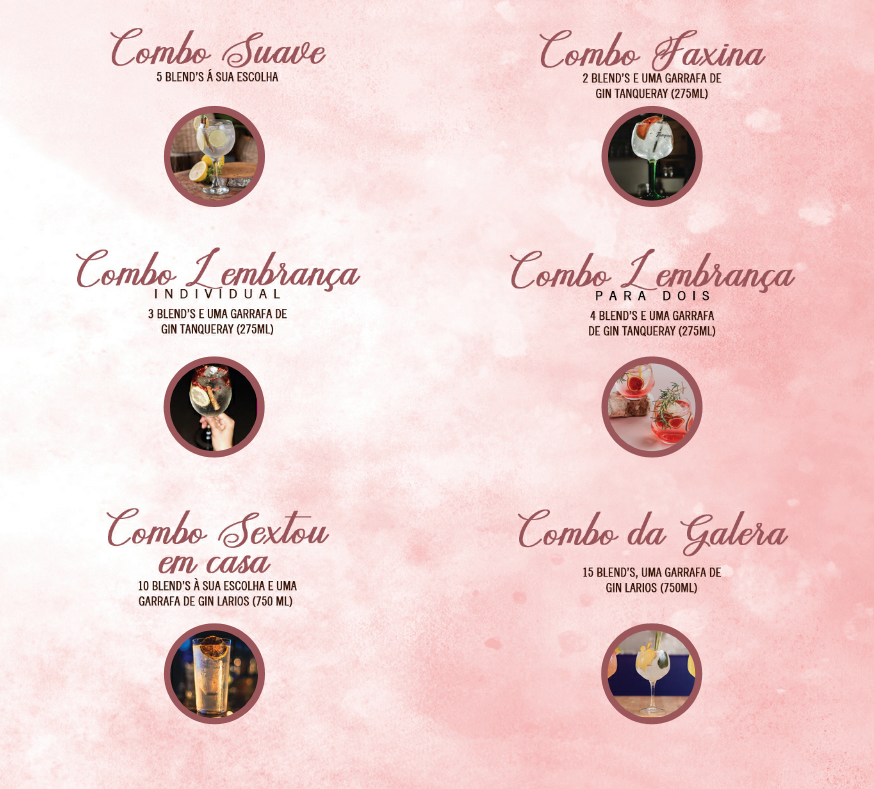 Combo Suave
5 BLEND'S Á SUA ESCOLHA
Combo Faxina
2 BLEND'S E UMA GARRAFA DE
GIN TANQUERAY (275ML)
Combo Lembrança
INDIVIDUAL
3 BLEND'S E UMA GARRAFA DE
GIN TANQUERAY (275ML)
Combo Lembrança
PARA DOIS
4 BLEND'S E UMA GARRAFA
DE GIN TANQUERAY (275ML)
Combo Sextou
em casa
10 BLEND'S À SUA ESCOLHA E UMA
GARRAFA DE GIN LARIOS (750 ML)
Combo da Galera
15 BLEND'S, UMA GARRAFA DE
GIN LARIOS (750ML)